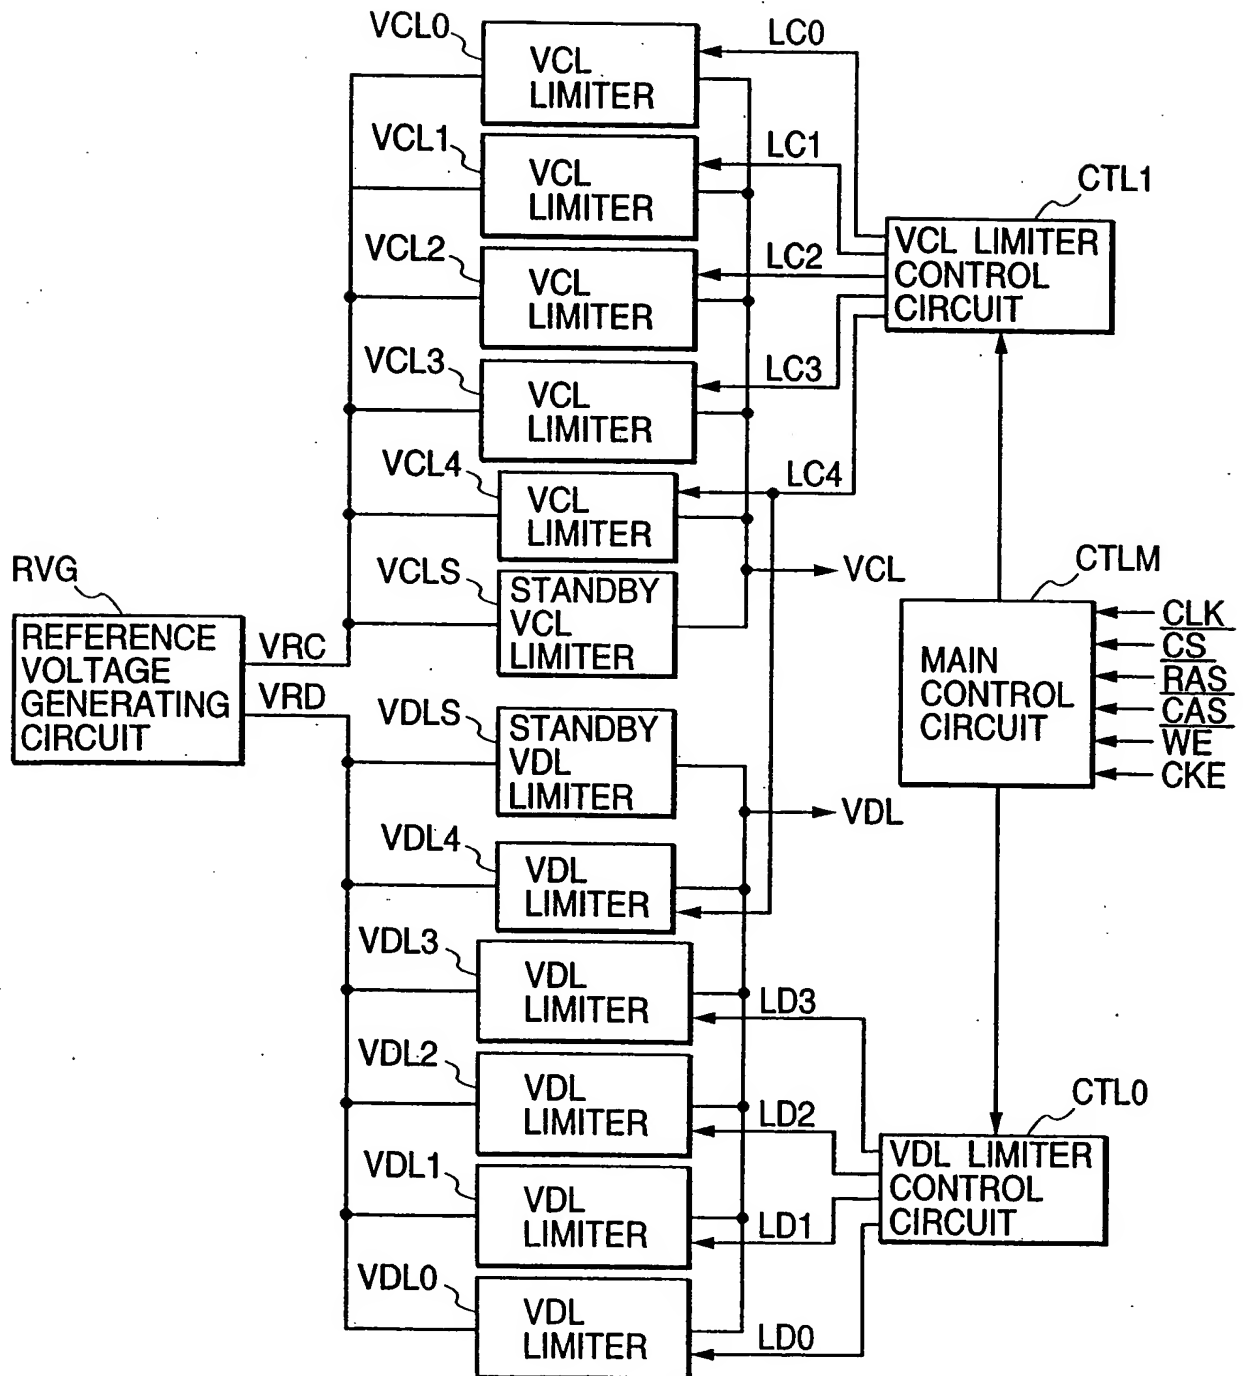 VCL0
VCL
LIMITER
LC0
VCL1
VCL
LIMITER
LC1
CTL1
VCL LIMITER
CONTROL
CIRCUIT
VCL2
VCL
LIMITER
LC2
VCL3
VCL
LIMITER
LC3
VCL4
VCL
LIMITER
LC4
VCLS
STANDBY
VCL
LIMITER
VCL
RVG
REFERENCE
VOLTAGE
GENERATING
CIRCUIT
VRC
VRD
CTLM
MAIN
CONTROL
CIRCUIT
CLK
CS
RAS
CAS
WE
CKE
VDLS
STANDBY
VDL
LIMITER
VDL
VDL4
VDL
LIMITER
VDL3
VDL
LIMITER
LD3
VDL2
VDL
LIMITER
LD2
CTL0
VDL LIMITER
CONTROL
CIRCUIT
VDL1
VDL
LIMITER
LD1
VDL0
VDL
LIMITER
LD0